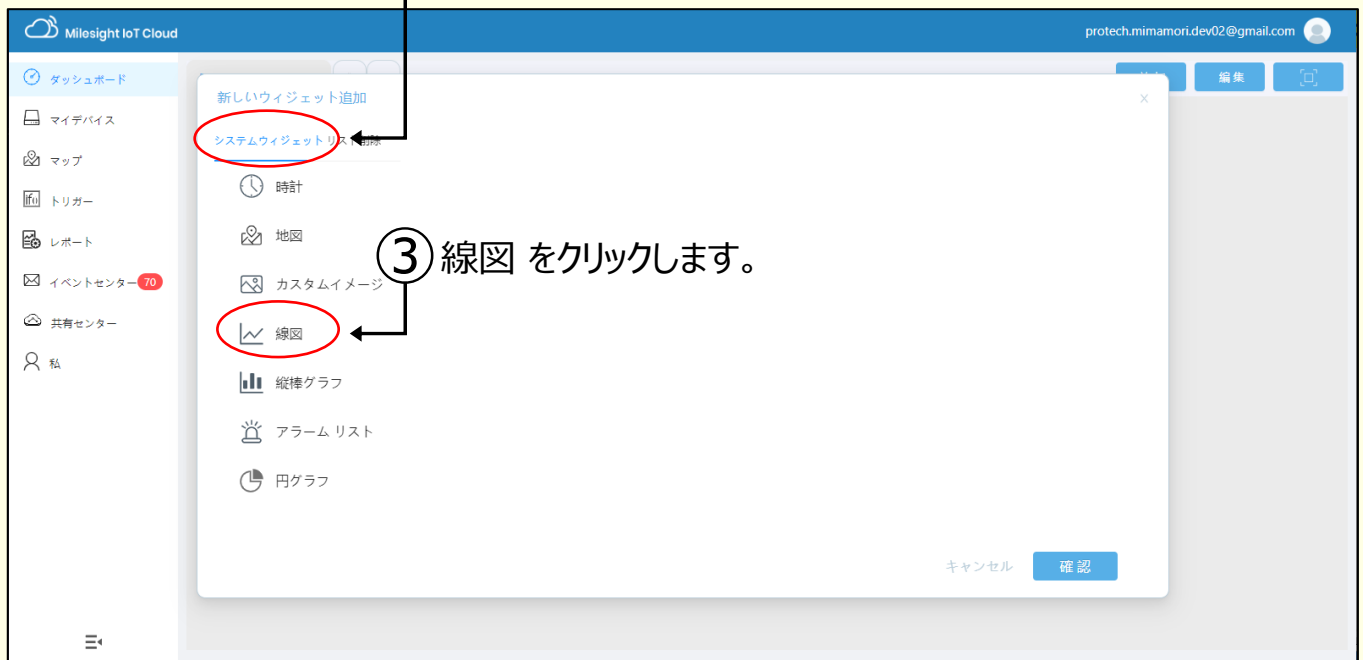 Milesight IoT Cloud
protech.mimamori.dev02@gmail.com
ダッシュボード
マイデバイス
マップ
トリガー
レポート
イベントセンター 70
共有センター
私
編集
新しいウィジェット追加
x
システムウィジェット リスト削除
時計
地図
カスタムイメージ
線図
縦棒グラフ
アラーム リスト
円グラフ
③線図 をクリックします。
キャンセル 確認